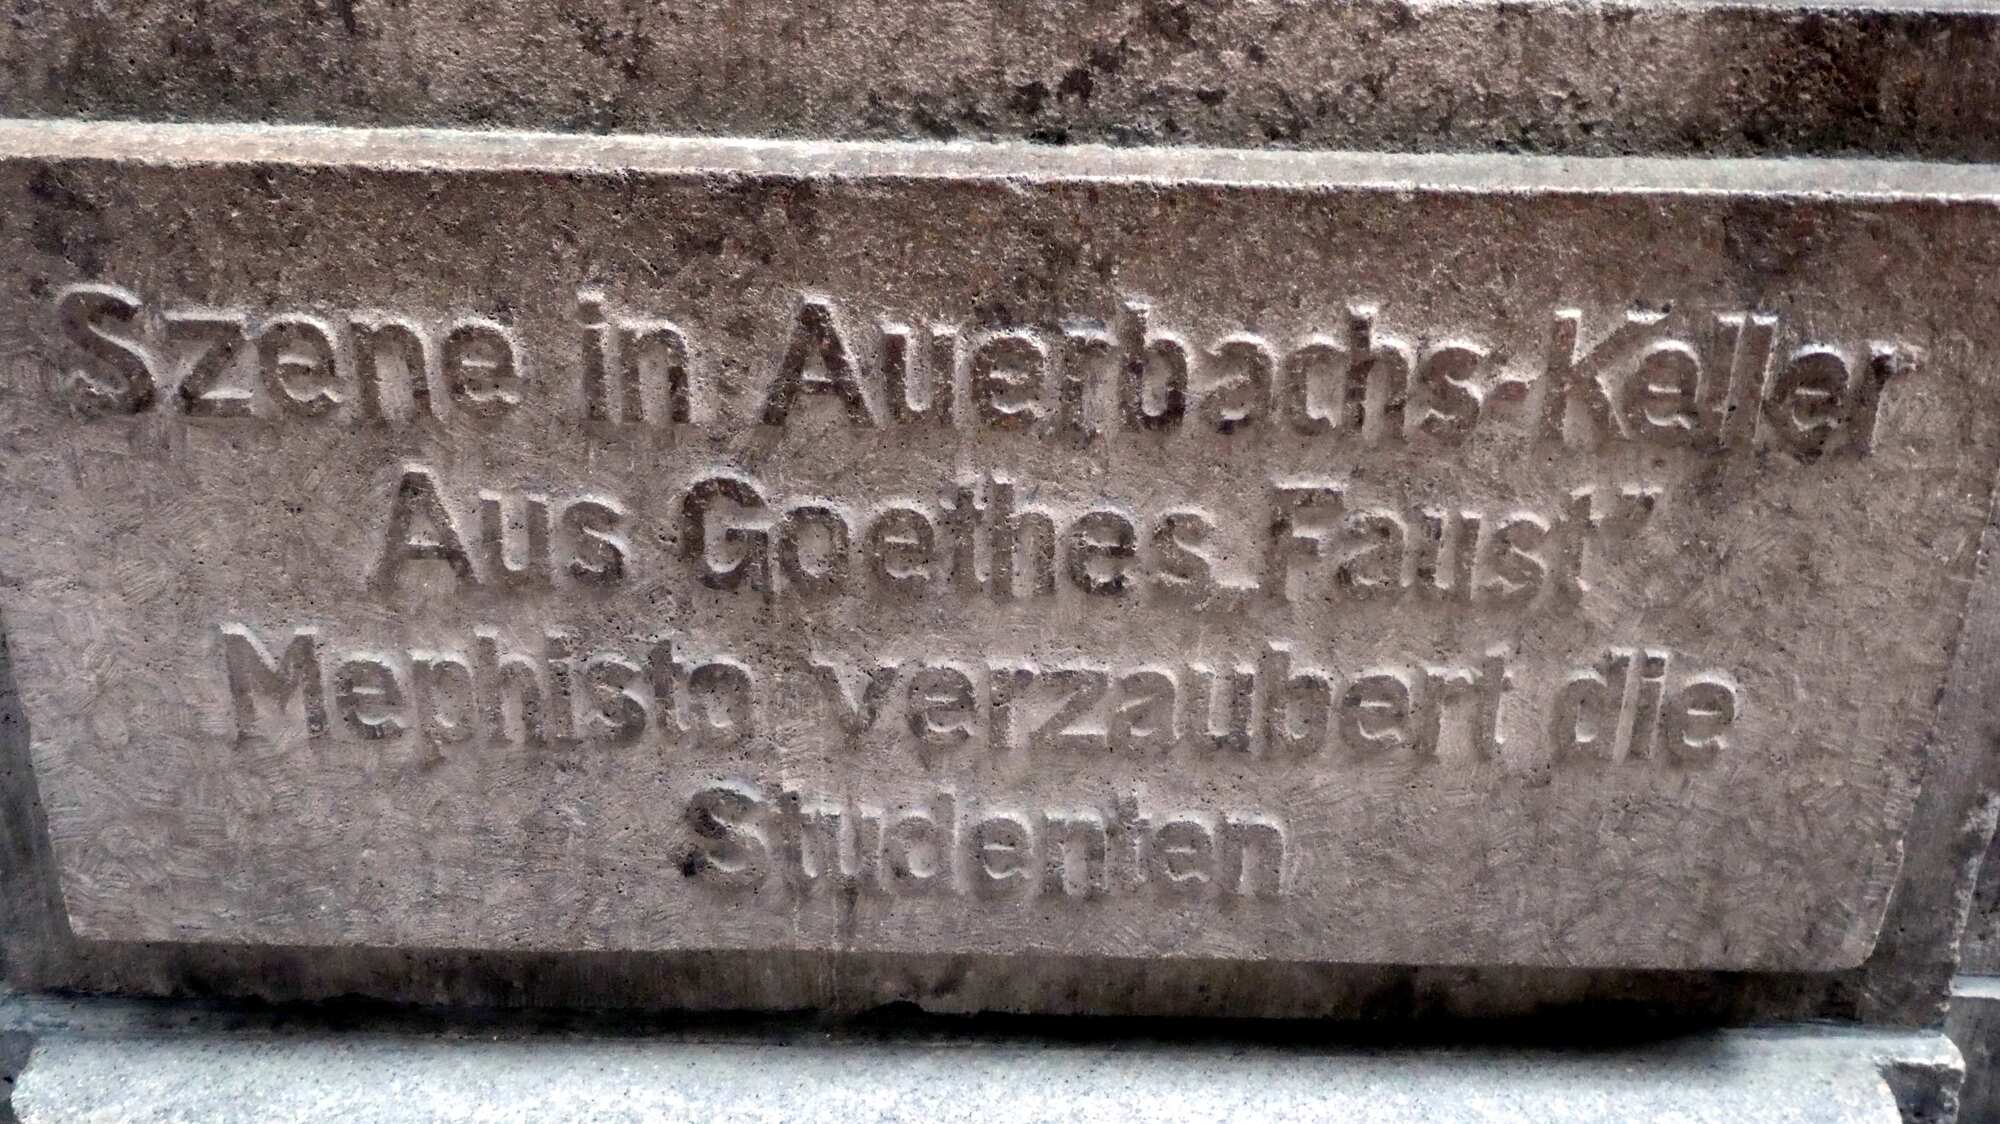 Szene in Auerbachs-Keller
Aus Goethes „Faust”
Mephisto verzaubert die
Studenten